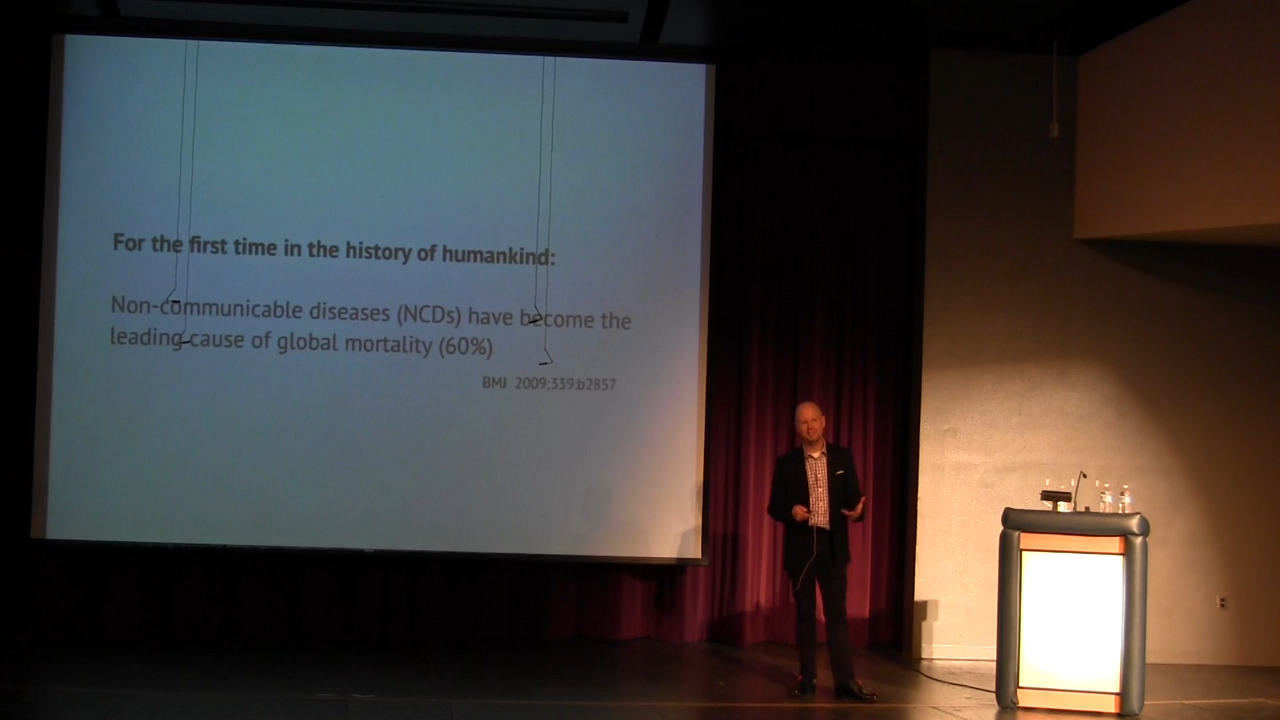 For the first time in the history of humankind:
Non-communicable diseases (NCDs) have become the
leading cause of global mortality (60%)
BMJ 2009;339:b2857